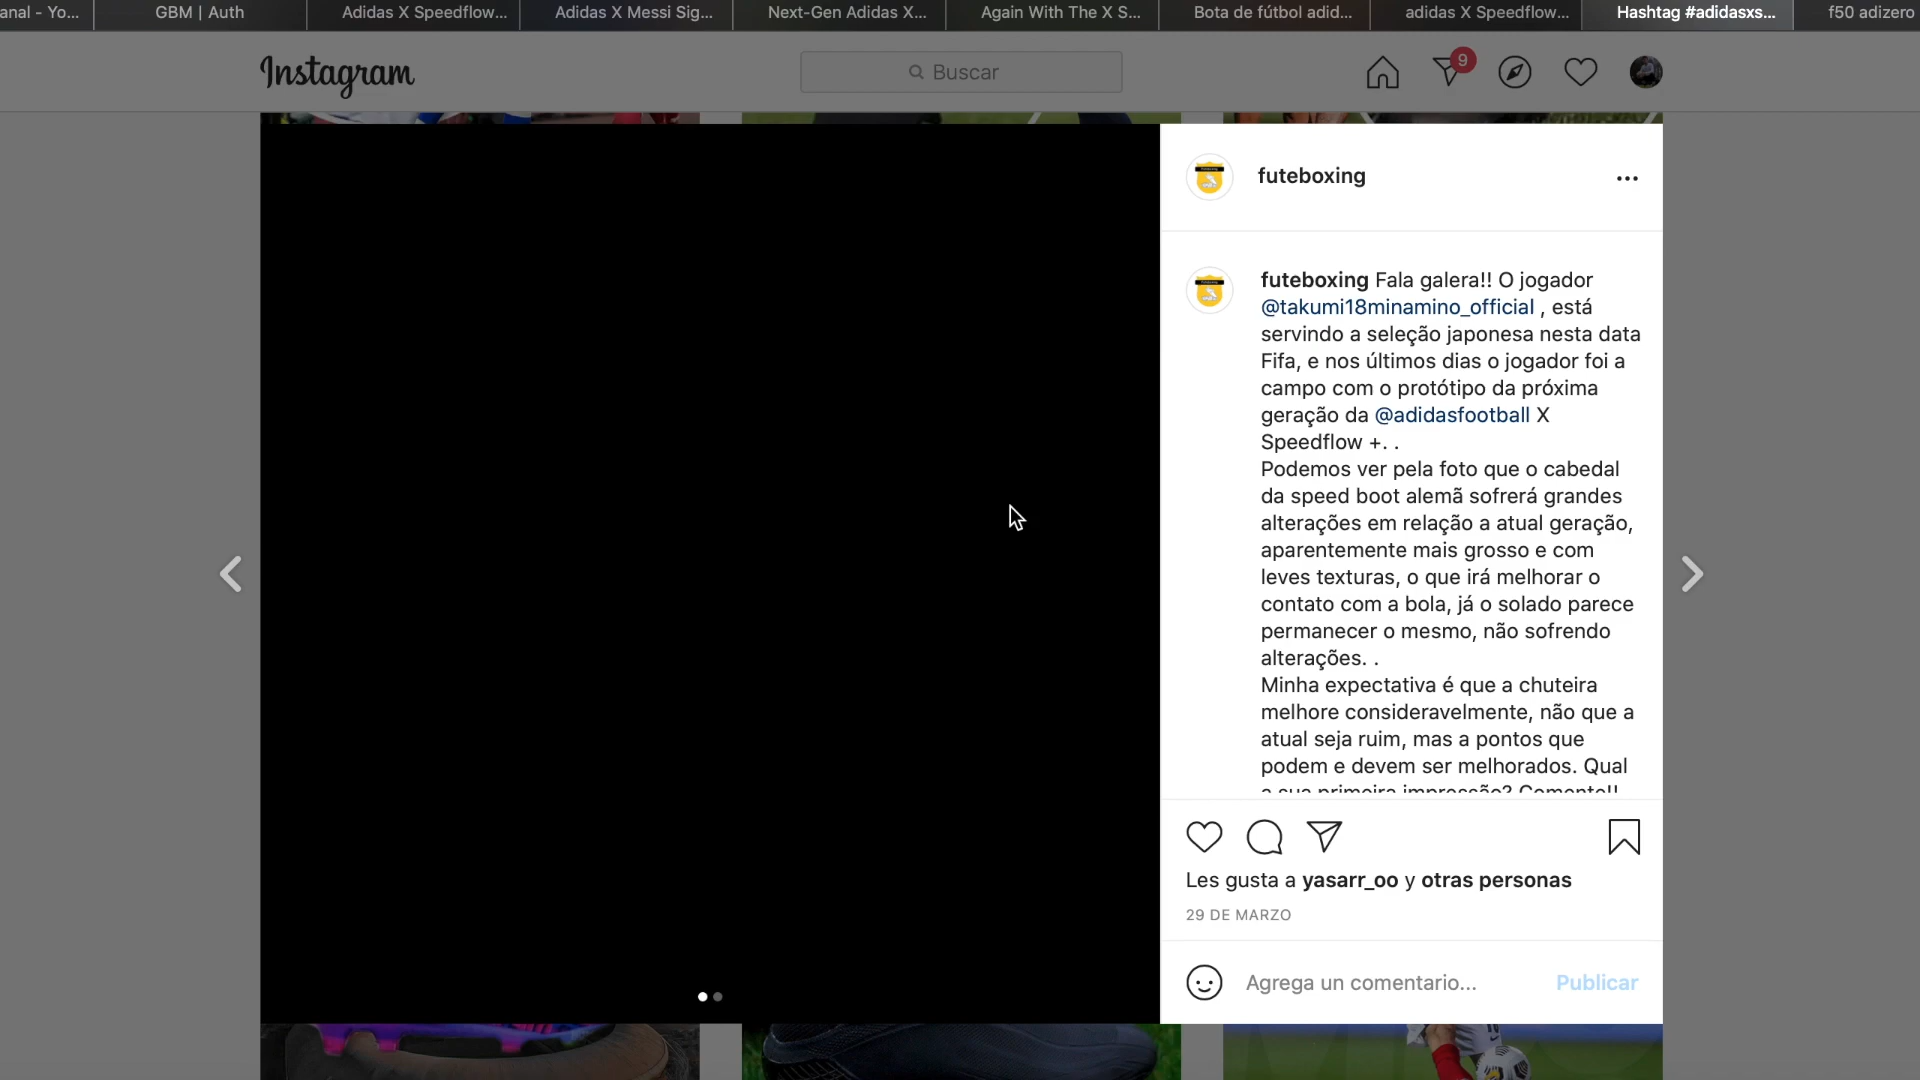 anal - Yo...
GBM | Auth
Adidas X Speedflow...
Adidas X Messi Sig...
Next-Gen Adidas X...
Again With The X S...
Bota de fútbol adid...
adidas X Speedflow...
Hashtag #adidasxs...
f50 adizero
Instagram
Buscar
9
futeboxing
futeboxing Fala galera!! O jogador
@takumi18minamino_official , está
servindo a seleção japonesa nesta data
Fifa, e nos últimos dias o jogador foi a
campo com o protótipo da próxima
geração da @adidasfootball X
Speedflow +. .
Podemos ver pela foto que o cabedal
da speed boot alemã sofrerá grandes
alterações em relação a atual geração,
aparentemente mais grosso e com
leves texturas, o que irá melhorar o
contato com a bola, já o solado parece
permanecer o mesmo, não sofrendo
alterações. .
Minha expectativa é que a chuteira
melhore consideravelmente, não que a
atual seja ruim, mas a pontos que
podem e devem ser melhorados. Qual
a sua primeira impressão? Comente!!
Les gusta a yasarr_oo y otras personas
29 DE MARZO
Agrega un comentario...
Publicar